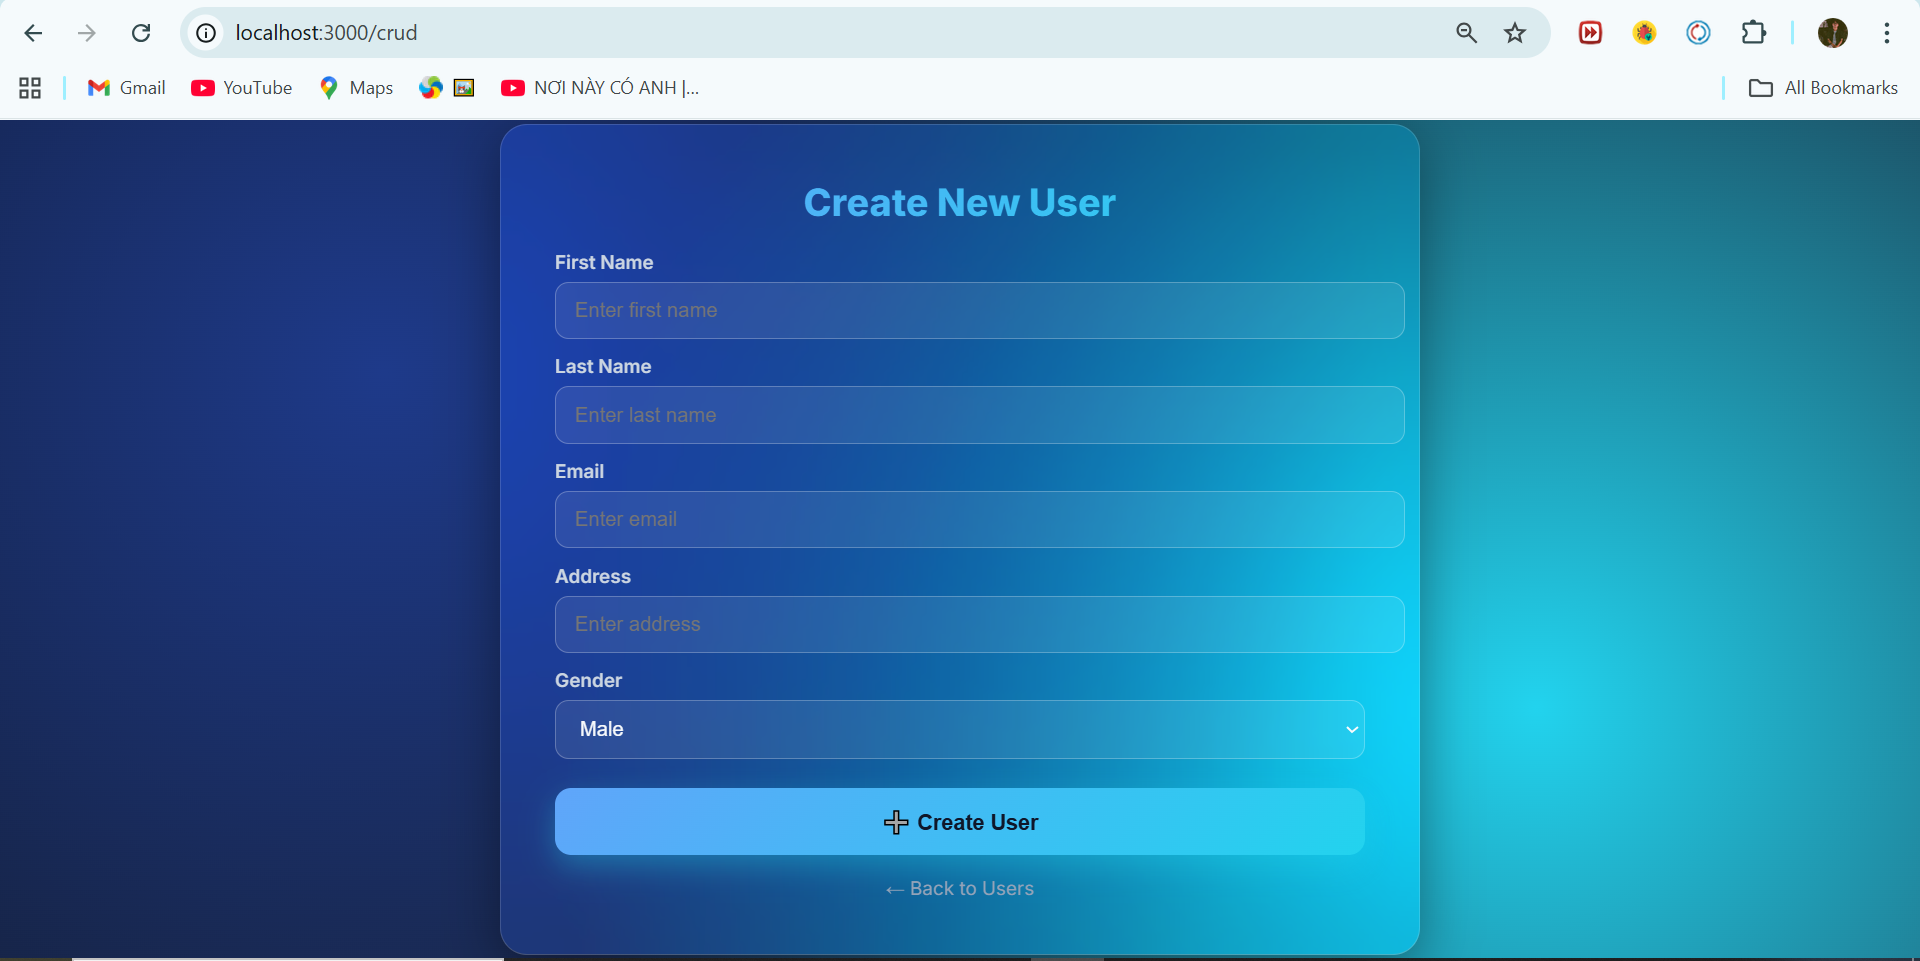 localhost:3000/crud
Gmail YouTube Maps NƠI NÀY CÓ ANH |... All Bookmarks
Create New User
First Name
Enter first name
Last Name
Enter last name
Email
Enter email
Address
Enter address
Gender
Male
➕ Create User
← Back to Users